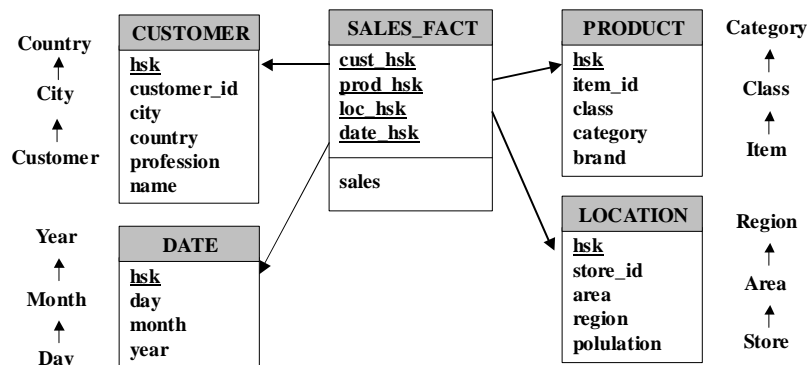 Country
City
Customer
CUSTOMER
hsk
customer_id
city
country
profession
name
SALES_FACT
cust_hsk
prod_hsk
loc_hsk
date_hsk
sales
PRODUCT
hsk
item_id
class
category
brand
Category
Class
Item
Year
Month
Day
DATE
hsk
day
month
year
LOCATION
hsk
store_id
area
region
polulation
Region
Area
Store